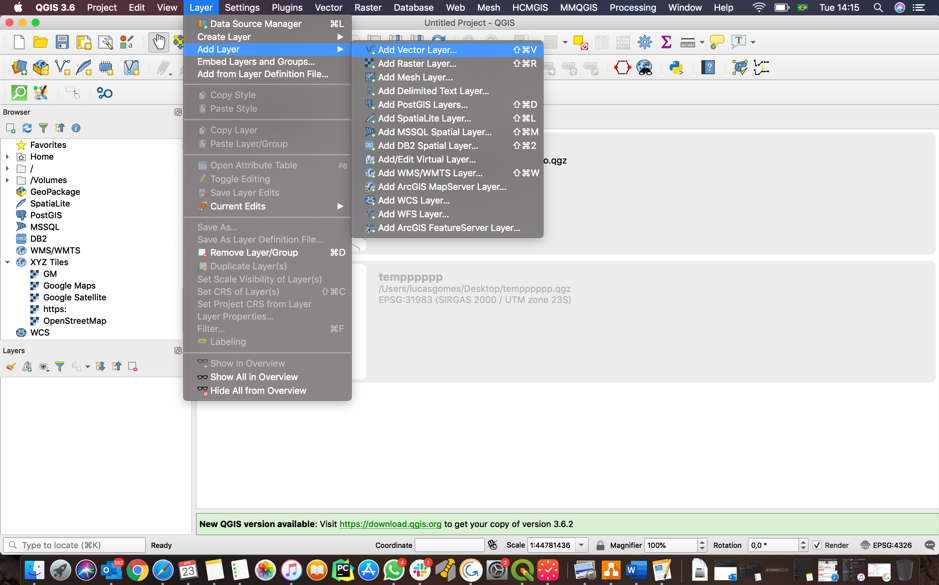 QGIS 3.6 Project Edit View Layer Settings Plugins Vector Raster Database Web Mesh HCMGIS MMQGIS Processing Window Help Tue 14:15
Untitled Project - QGIS
Data Source Manager ⌘L
Create Layer
Add Layer
Embed Layers and Groups...
Add from Layer Definition File...
Copy Style
Paste Style
Copy Layer
Paste Layer/Group
Open Attribute Table F6
Toggle Editing
Save Layer Edits
Current Edits
Save As...
Save As Layer Definition File...
Remove Layer/Group ⌘D
Duplicate Layer(s)
Set Scale Visibility of Layer(s)
Set CRS of Layer(s) ⇧⌘C
Set Project CRS from Layer
Layer Properties...
Filter... ⌘F
Labeling
Show in Overview
Show All in Overview
Hide All from Overview
Add Vector Layer... ⇧⌘V
Add Raster Layer... ⇧⌘R
Add Mesh Layer...
Add Delimited Text Layer...
Add PostGIS Layers... ⇧⌘D
Add SpatiaLite Layer... ⇧⌘L
Add MSSQL Spatial Layer... ⇧⌘M
Add DB2 Spatial Layer... ⇧⌘2
Add/Edit Virtual Layer...
Add WMS/WMTS Layer... ⇧⌘W
Add ArcGIS MapServer Layer...
Add WCS Layer...
Add WFS Layer...
Add ArcGIS FeatureServer Layer...
Browser
Favorites
Home
/
/Volumes
GeoPackage
SpatiaLite
PostGIS
MSSQL
DB2
WMS/WMTS
XYZ Tiles
GM
Google Maps
Google Satellite
https:
OpenStreetMap
WCS
Layers
o.qgz
tempppppp
/Users/lucasgomes/Desktop/tempppppp.qgz
EPSG:31983 (SIRGAS 2000 / UTM zone 23S)
New QGIS version available: Visit https://download.qgis.org to get your copy of version 3.6.2
Type to locate (⌘K) Ready Coordinate Scale 1:44781436 Magnifier 100% Rotation 0,0 ° Render EPSG:4326